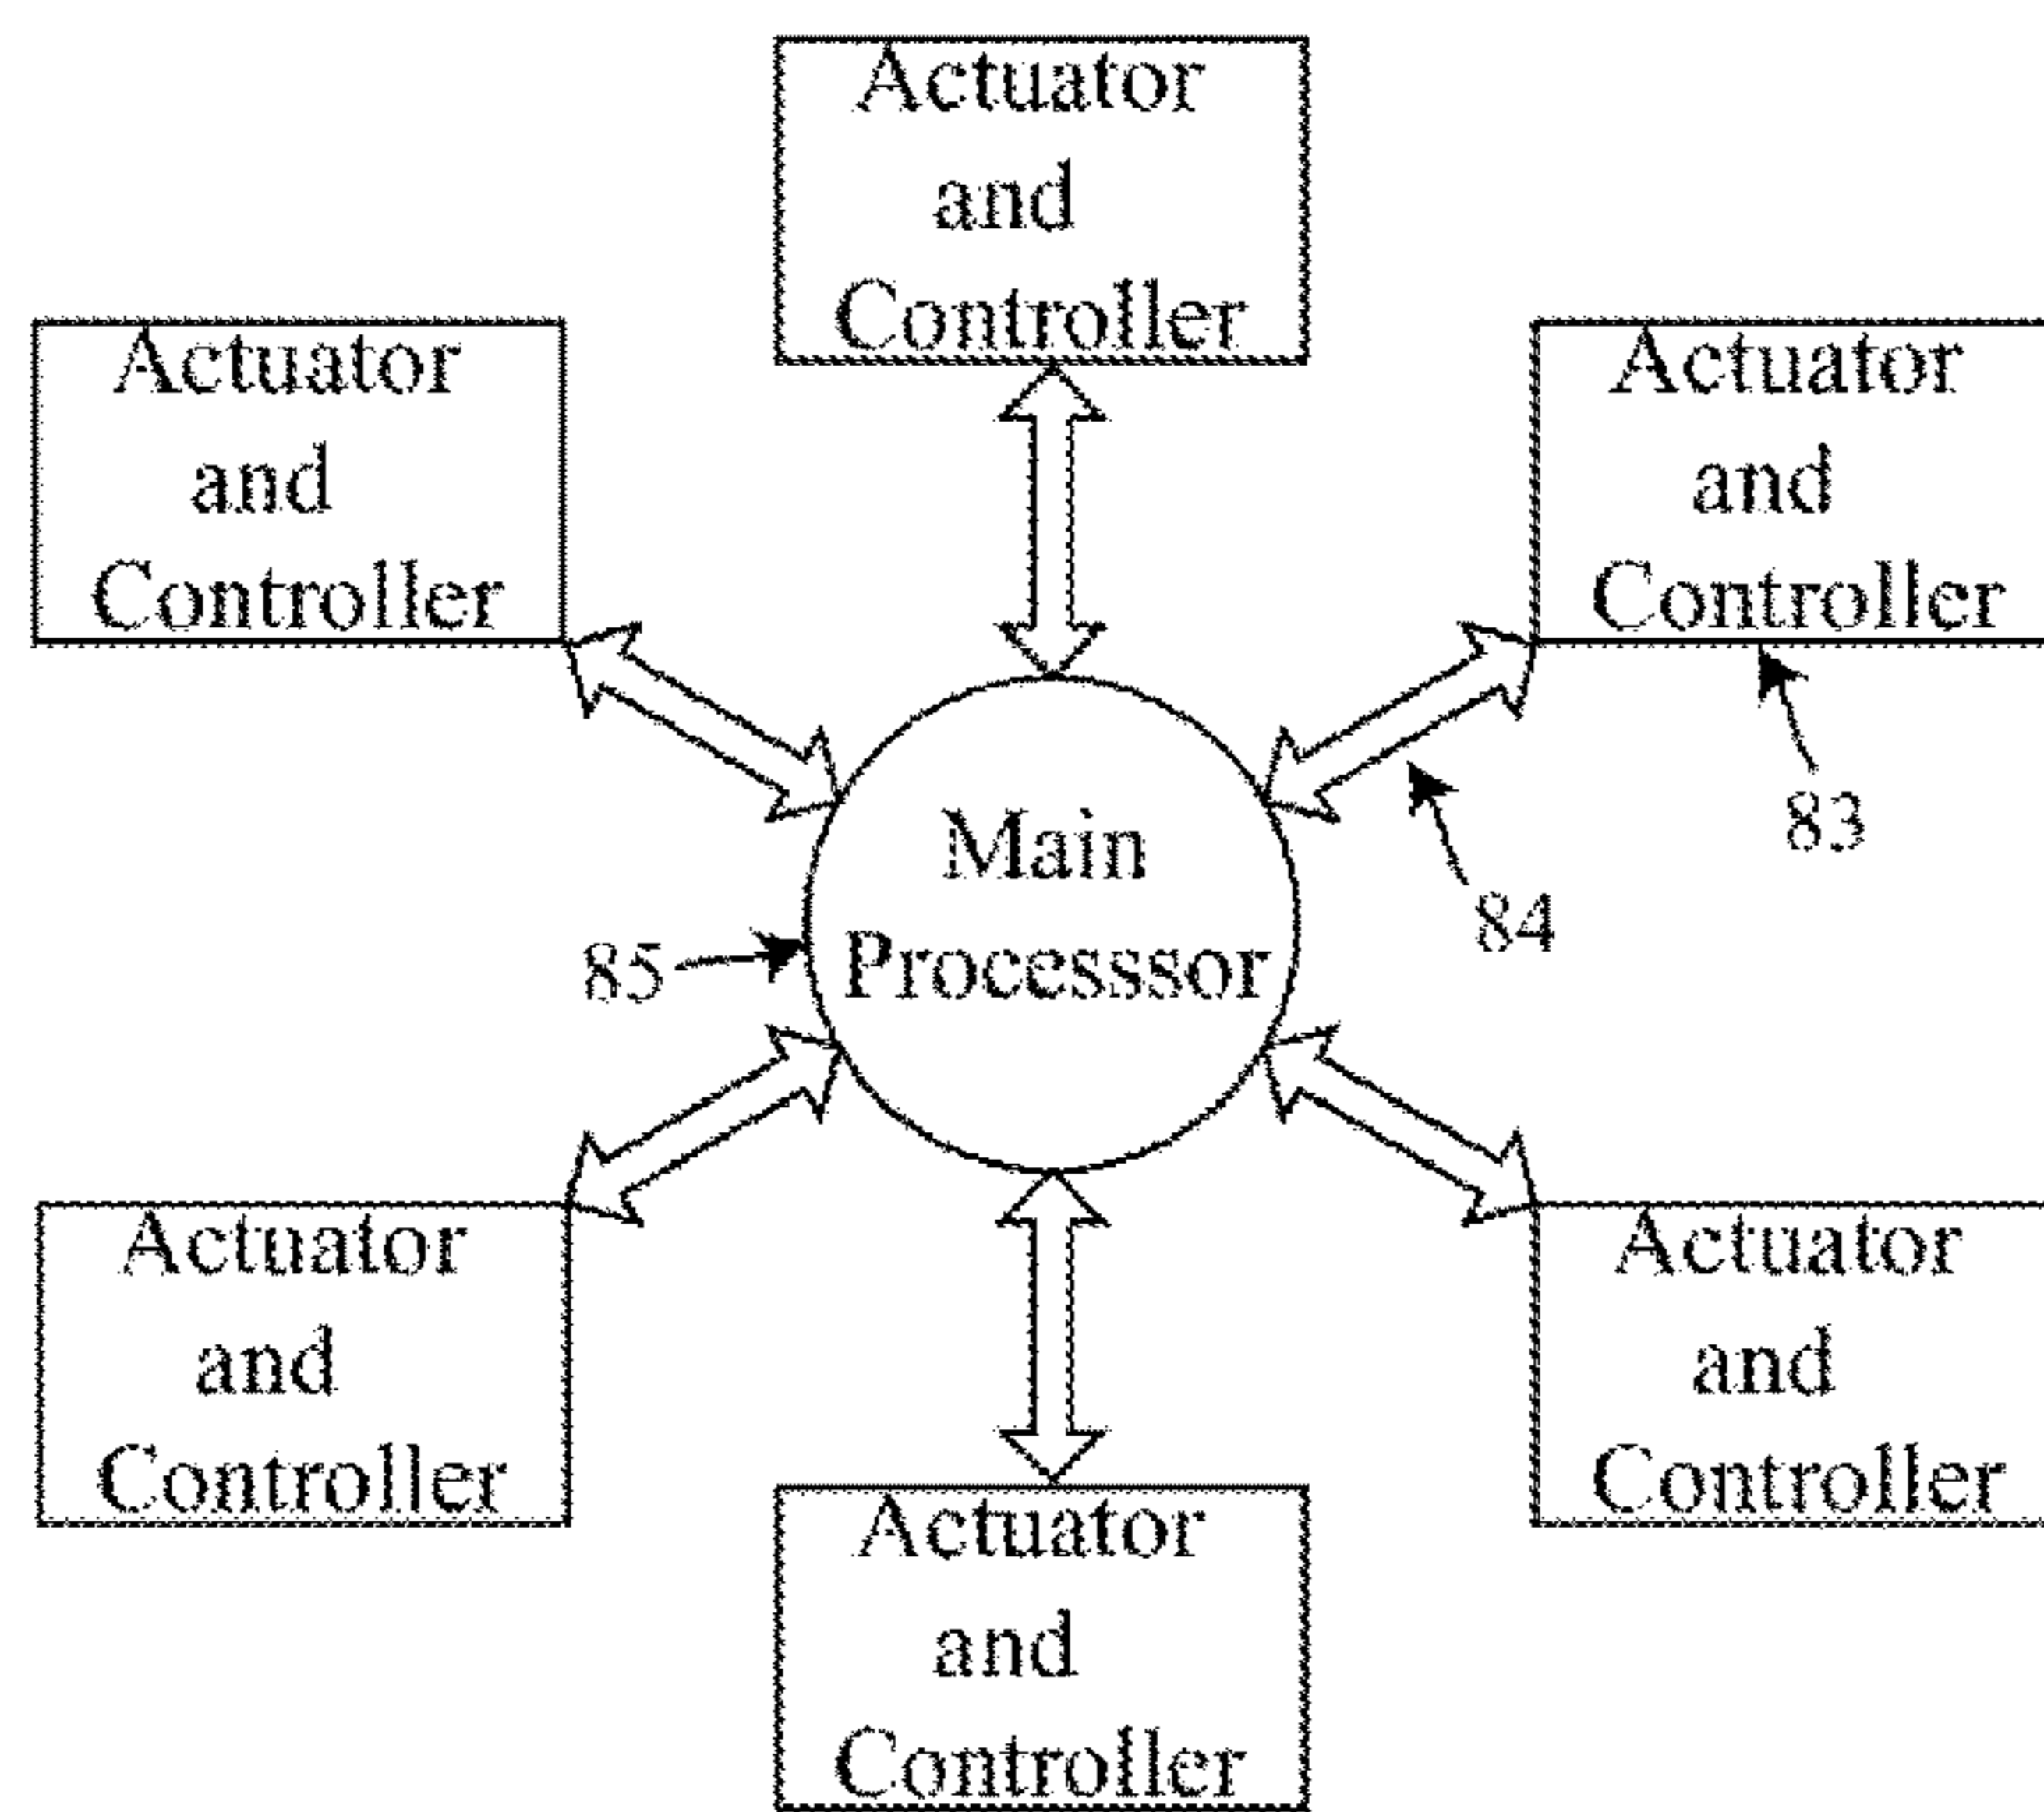 Actuator
and
Controller
Actuator
and
Controller
Actuator
and
Controller
83
84
Main
Processsor
85
Actuator
and
Controller
Actuator
and
Controller
Actuator
and
Controller